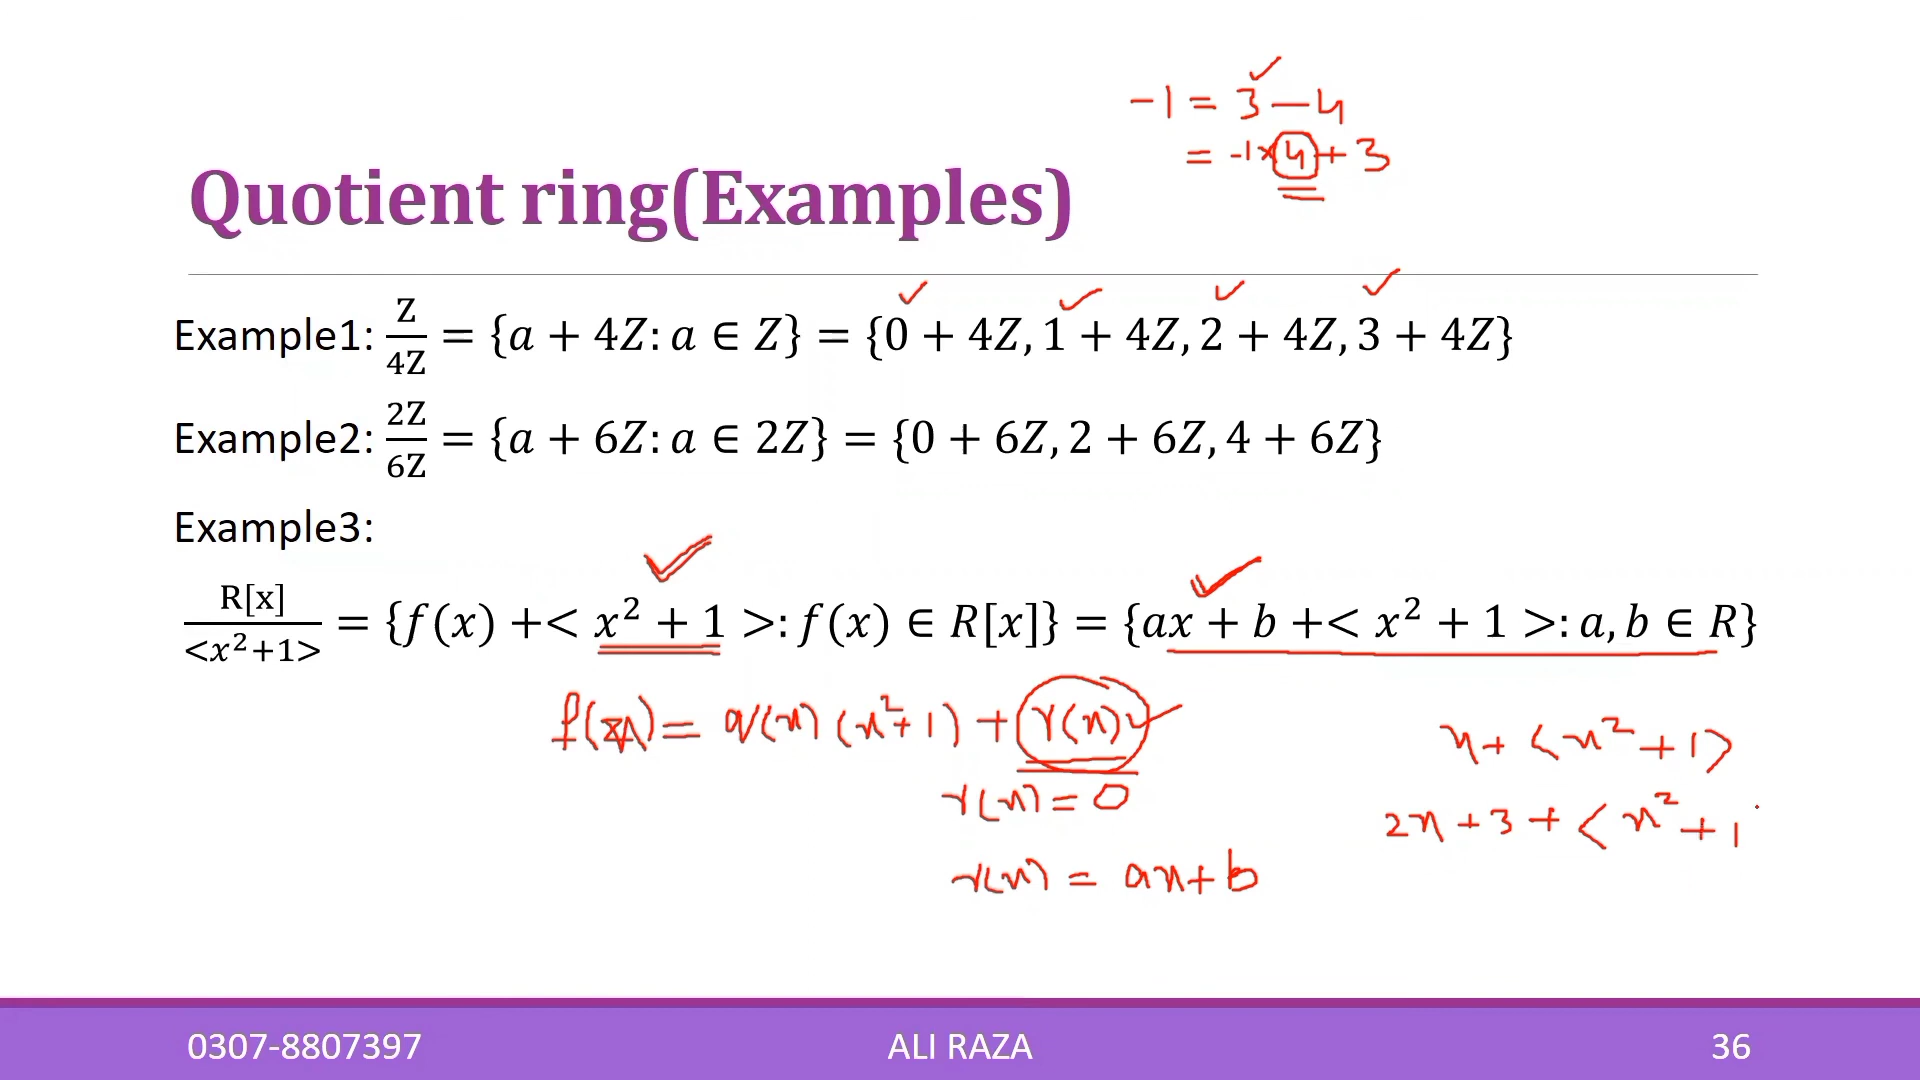 -1 = 3 - 4
= -1×4 + 3
Quotient ring(Examples)
Example1: Z/4Z = {a + 4Z: a ∈ Z} = {0 + 4Z, 1 + 4Z, 2 + 4Z, 3 + 4Z}
Example2: 2Z/6Z = {a + 6Z: a ∈ 2Z} = {0 + 6Z, 2 + 6Z, 4 + 6Z}
Example3:
R[x]/<x²+1> = {f(x) +< x² + 1 >: f(x) ∈ R[x]} = {ax + b +< x² + 1 >: a, b ∈ R}
f(x) = q(x) (x²+1) + r(x)
x + <x² + 1>
r(x) = 0
2x + 3 + <x² + 1
r(x) = ax + b
0307-8807397
ALI RAZA
36